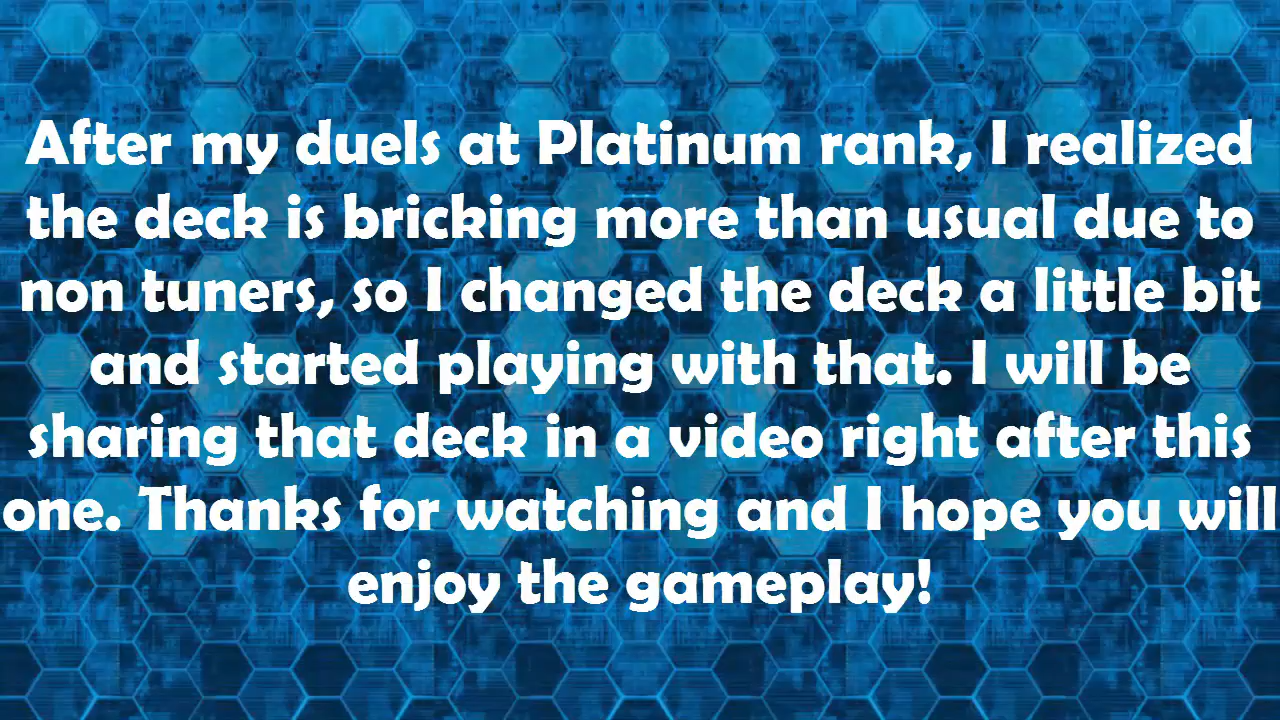 After my duels at Platinum rank, I realized
the deck is bricking more than usual due to
non tuners, so I changed the deck a little bit
and started playing with that. I will be
sharing that deck in a video right after this
one. Thanks for watching and I hope you will
enjoy the gameplay!